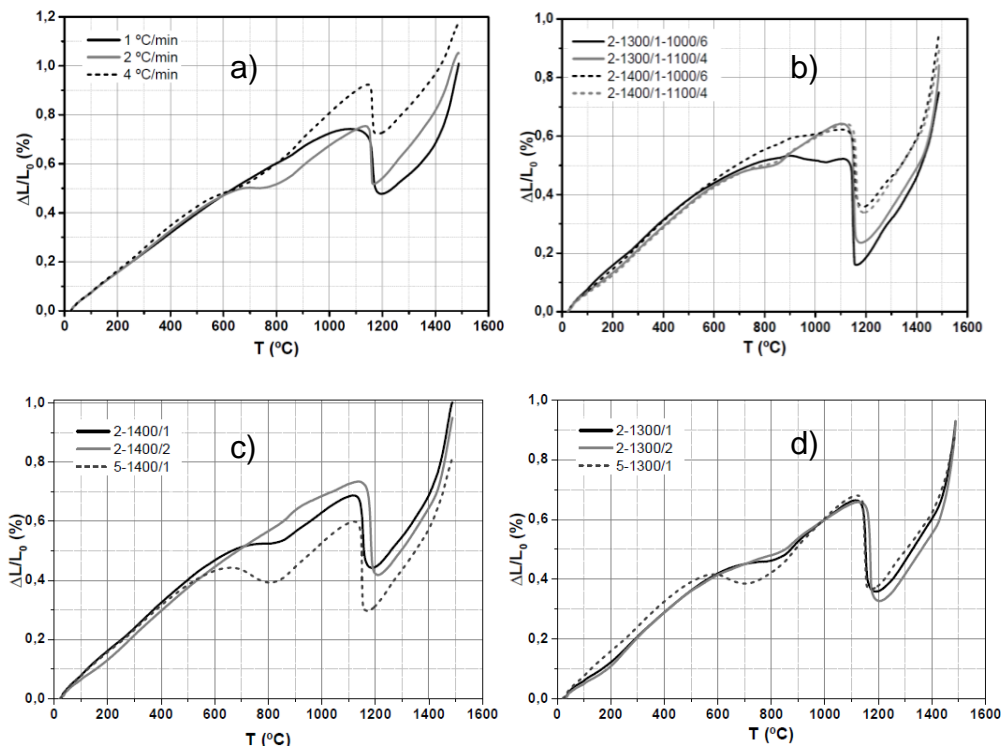 1,2
1,0
0,8
0,6
0,4
0,2
0,0
ΔL/L₀ (%)
1 ºC/min
2 ºC/min
4 ºC/min
a)
0 200 400 600 800 1000 1200 1400 1600
T (ºC)
1,0
0,8
0,6
0,4
0,2
0,0
ΔL/L₀ (%)
2-1300/1-1000/6
2-1300/1-1100/4
2-1400/1-1000/6
2-1400/1-1100/4
b)
0 200 400 600 800 1000 1200 1400 1600
T (ºC)
1,0
0,8
0,6
0,4
0,2
0,0
ΔL/L₀ (%)
2-1400/1
2-1400/2
5-1400/1
c)
0 200 400 600 800 1000 1200 1400 1600
T (ºC)
1,0
0,8
0,6
0,4
0,2
0,0
ΔL/L₀ (%)
2-1300/1
2-1300/2
5-1300/1
d)
0 200 400 600 800 1000 1200 1400 1600
T (ºC)